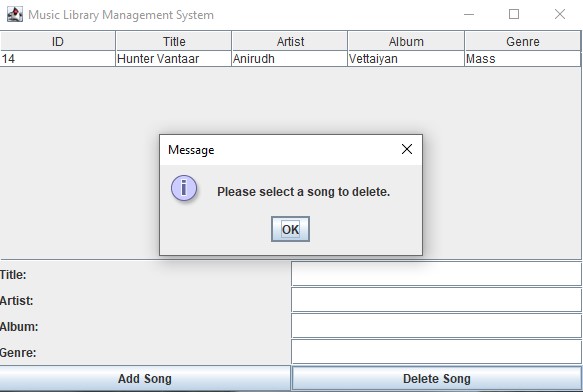 Music Library Management System
ID Title Artist Album Genre
14 Hunter Vantaar Anirudh Vettaiyan Mass
Message
Please select a song to delete.
OK
Title:
Artist:
Album:
Genre:
Add Song Delete Song